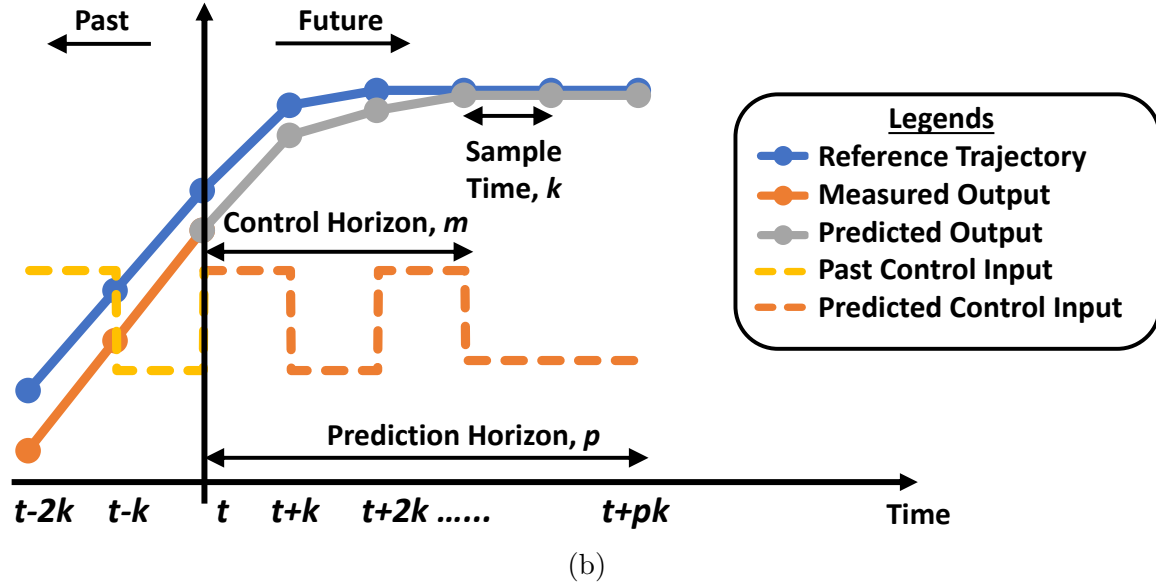 Past
Future
Sample
Time, k
Control Horizon, m
Prediction Horizon, p
t-2k t-k t t+k t+2k ...... t+pk
Time
Legends
Reference Trajectory
Measured Output
Predicted Output
Past Control Input
Predicted Control Input
(b)